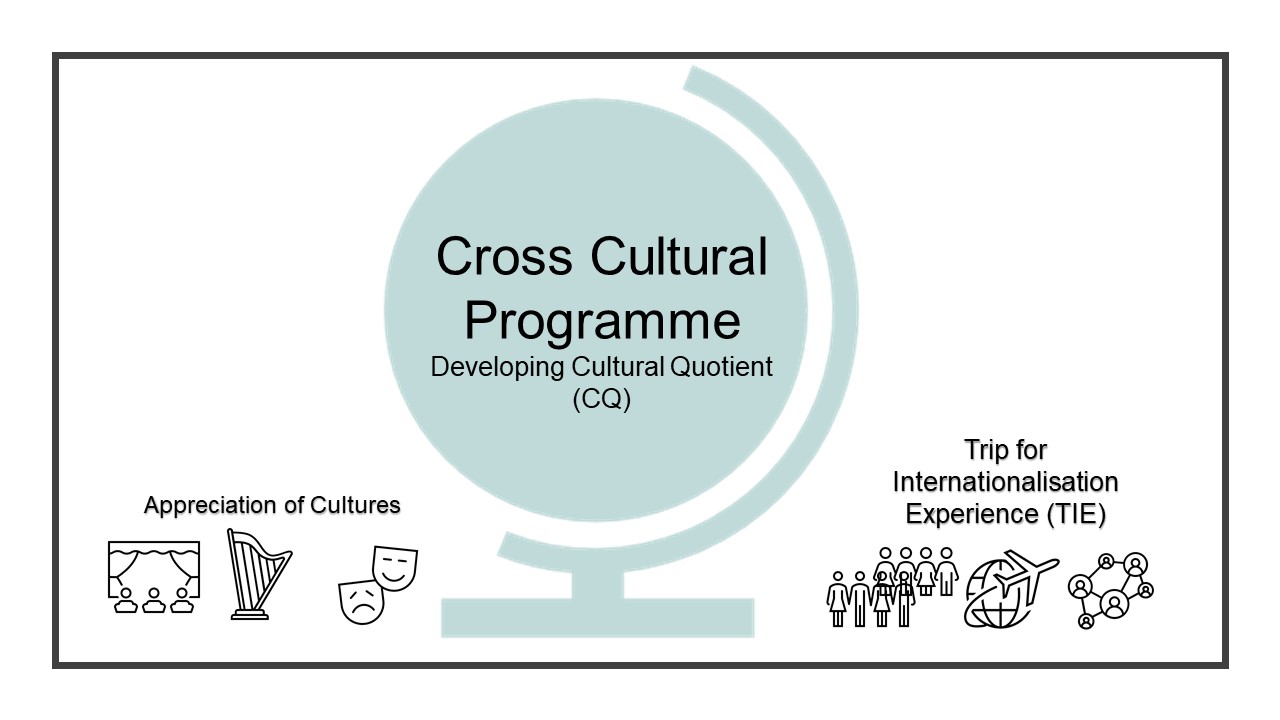 Cross Cultural
Programme
Developing Cultural Quotient
(CQ)
Trip for
Internationalisation
Experience (TIE)
Appreciation of Cultures